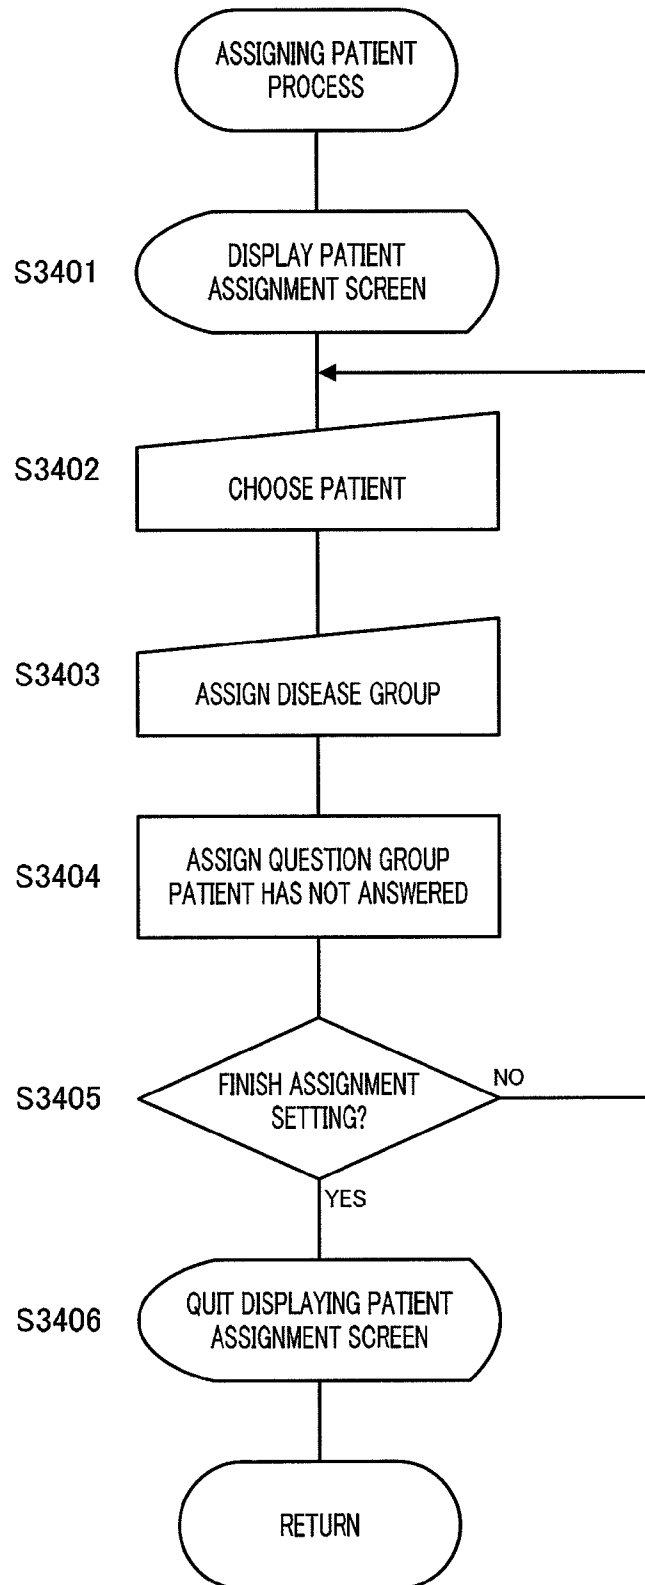 ASSIGNING PATIENT
PROCESS
S3401
DISPLAY PATIENT
ASSIGNMENT SCREEN
S3402
CHOOSE PATIENT
S3403
ASSIGN DISEASE GROUP
S3404
ASSIGN QUESTION GROUP
PATIENT HAS NOT ANSWERED
S3405
FINISH ASSIGNMENT
SETTING?
NO
YES
S3406
QUIT DISPLAYING PATIENT
ASSIGNMENT SCREEN
RETURN